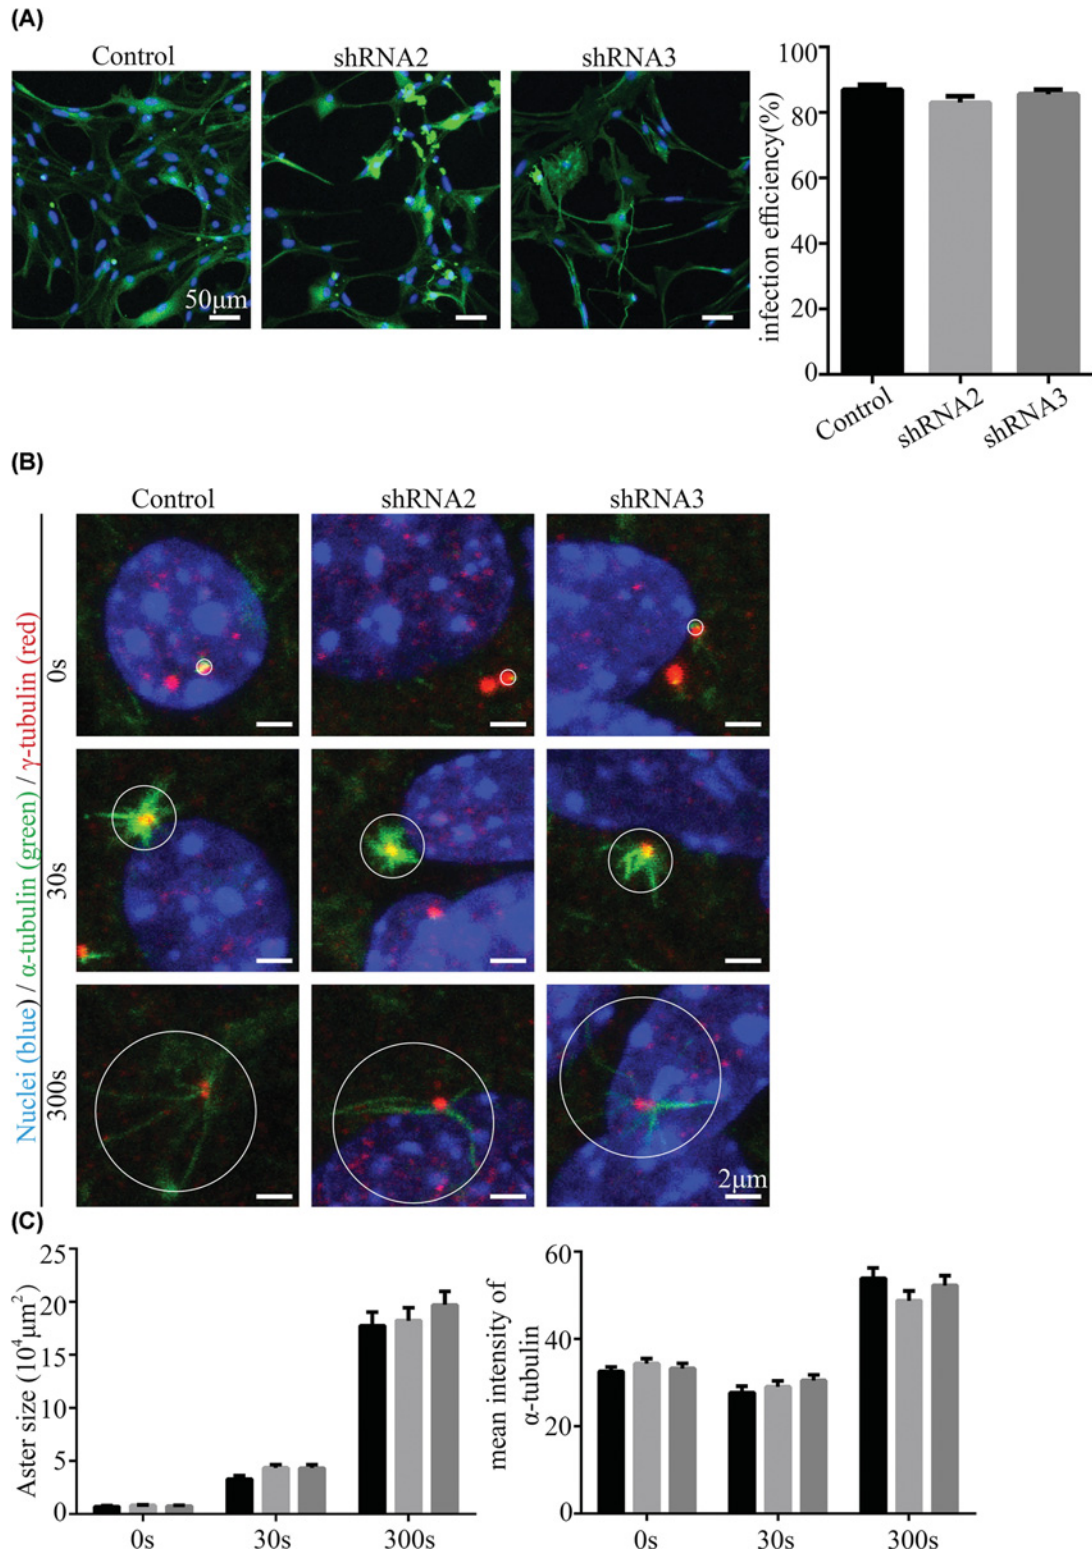 (A)
Control
shRNA2
shRNA3
50μm
infection efficiency(%)
100
80
60
40
20
0
Control
shRNA2
shRNA3
(B)
Control
shRNA2
shRNA3
Nuclei (blue) / α-tubulin (green) / γ-tubulin (red)
0s
30s
300s
2μm
(C)
Aster size (10⁴μm²)
25
20
15
10
5
0
0s
30s
300s
mean intensity of
α-tubulin
60
40
20
0
0s
30s
300s